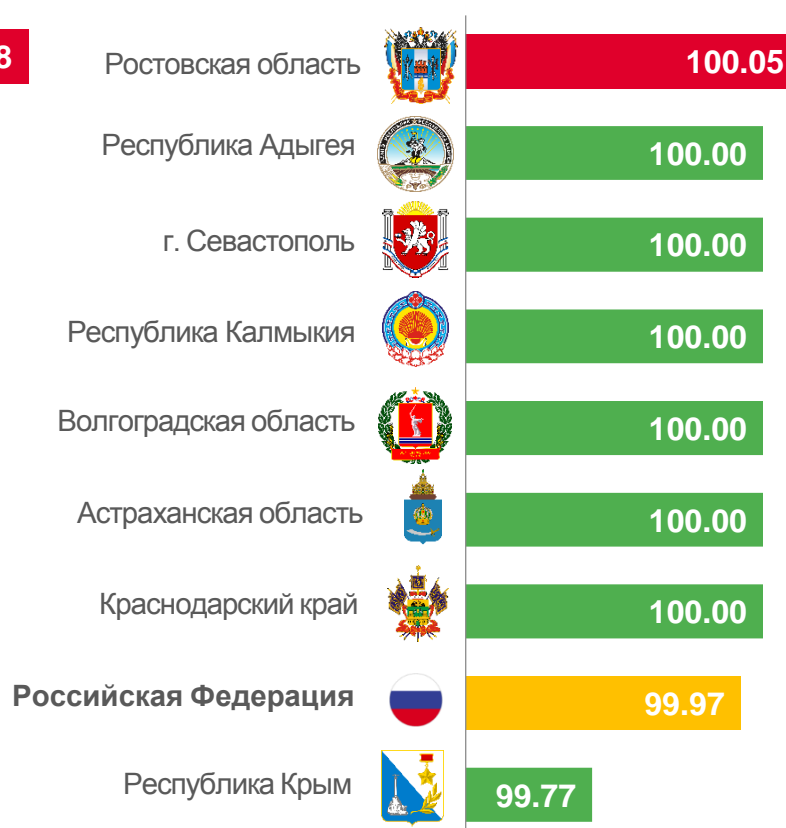 8
Ростовская область 100.05
Республика Адыгея 100.00
г. Севастополь 100.00
Республика Калмыкия 100.00
Волгоградская область 100.00
Астраханская область 100.00
Краснодарский край 100.00
Российская Федерация 99.97
Республика Крым 99.77